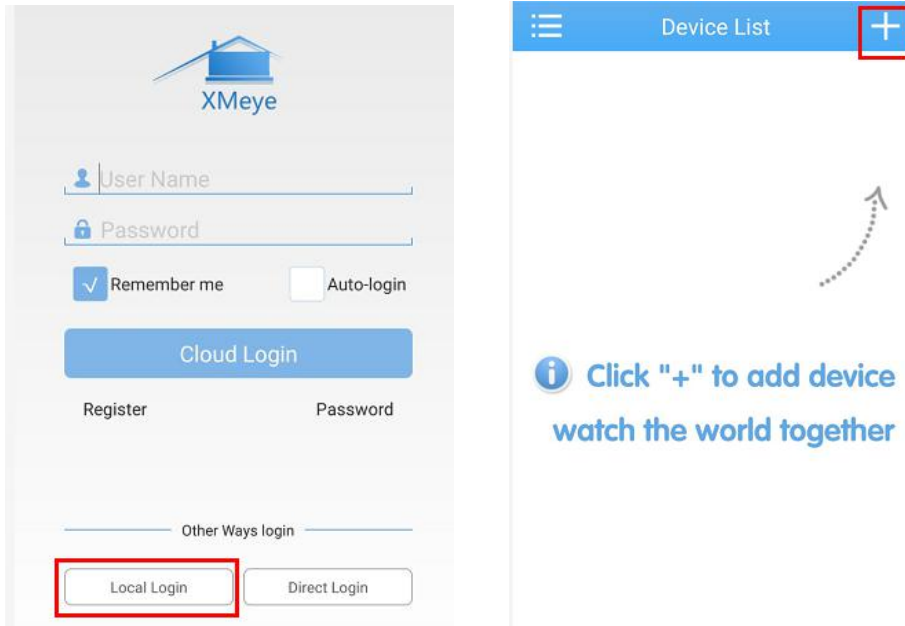 XMeye
User Name
Password
√ Remember me Auto-login
Cloud Login
Register Password
Other Ways login
Local Login Direct Login
Device List
Click "+" to add device
watch the world together